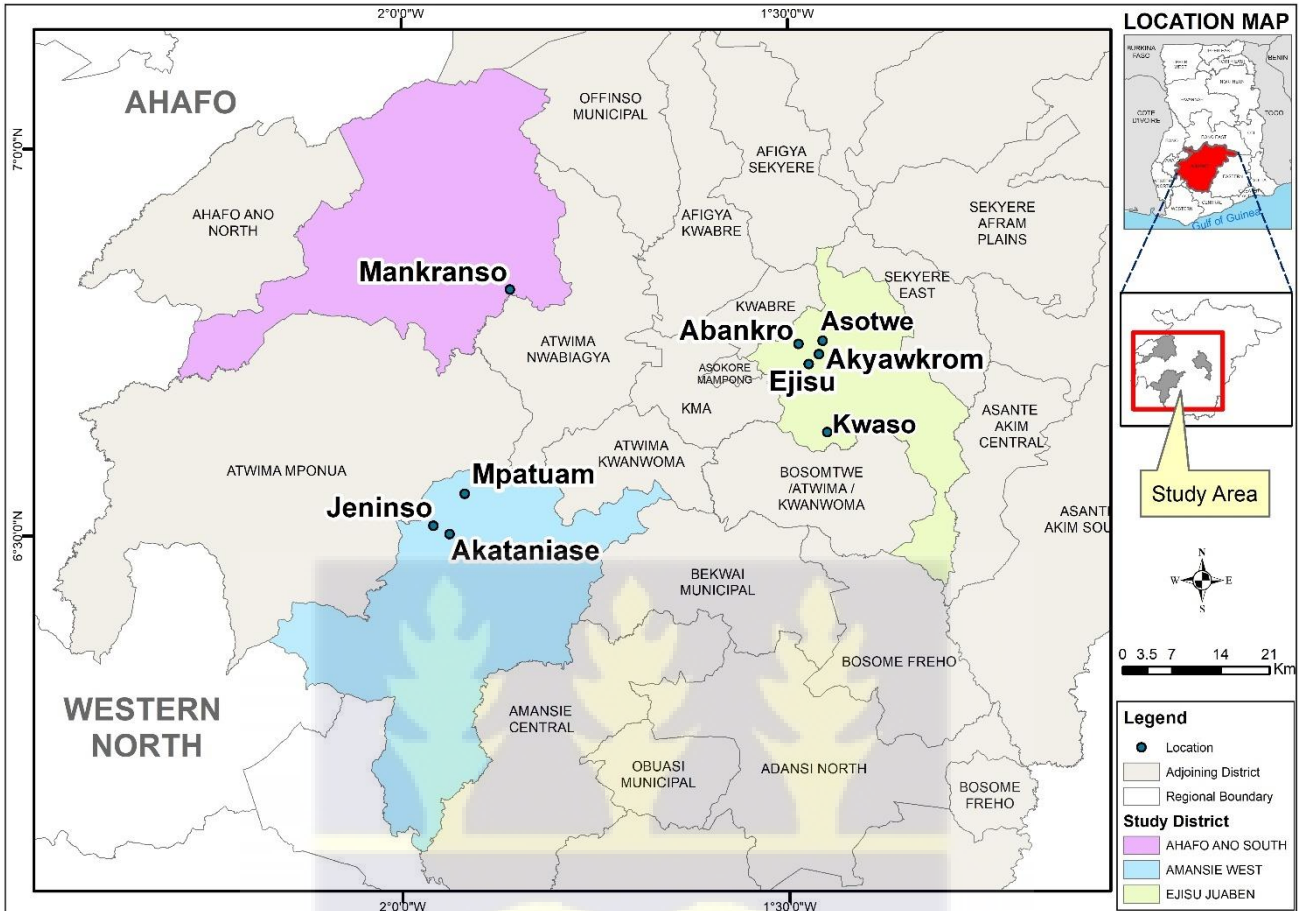 2°0'0"W
1°30'0"W
7°0'0"N
6°30'0"N
AHAFO
OFFINSO
MUNICIPAL
AFIGYA
SEKYERE
AHAFO ANO
NORTH
AFIGYA
KWABRE
SEKYERE
AFRAM
PLAINS
SEKYERE
EAST
Mankranso
KWABRE
Abankro
Asotwe
ATWIMA
NWABIAGYA
Akyawkrom
ASOKORE
MAMPONG
Ejisu
KMA
Kwaso
ASANTE
AKIM
CENTRAL
ATWIMA
KWANWOMA
ATWIMA MPONUA
Mpatuam
BOSOMTWE
/ATWIMA /
KWANWOMA
Jeninso
Akataniase
ASANT
AKIM SOU
BEKWAI
MUNICIPAL
BOSOME FREHO
WESTERN
NORTH
AMANSIE
CENTRAL
OBUASI
MUNICIPAL
ADANSI NORTH
BOSOME
FREHO
2°0'0"W
1°30'0"W
LOCATION MAP
BURKINA
FASO
BENIN
COTE
D'IVOIRE
TOGO
EASTERN
CENTRAL
WESTERN
Gulf of Guinea
Study Area
N
W
E
S
0 3.5 7 14 21
Km
Legend
Location
Adjoining District
Regional Boundary
Study District
AHAFO ANO SOUTH
AMANSIE WEST
EJISU JUABEN